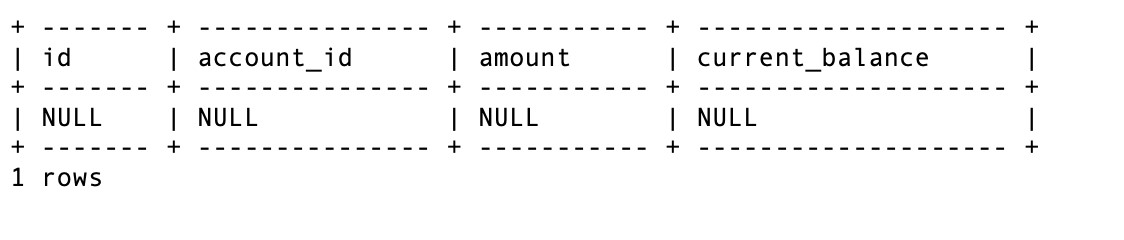 + ------- + --------------- + ----------- + -------------------- +
| id      | account_id      | amount      | current_balance      |
+ ------- + --------------- + ----------- + -------------------- +
| NULL    | NULL            | NULL        | NULL                 |
+ ------- + --------------- + ----------- + -------------------- +
1 rows